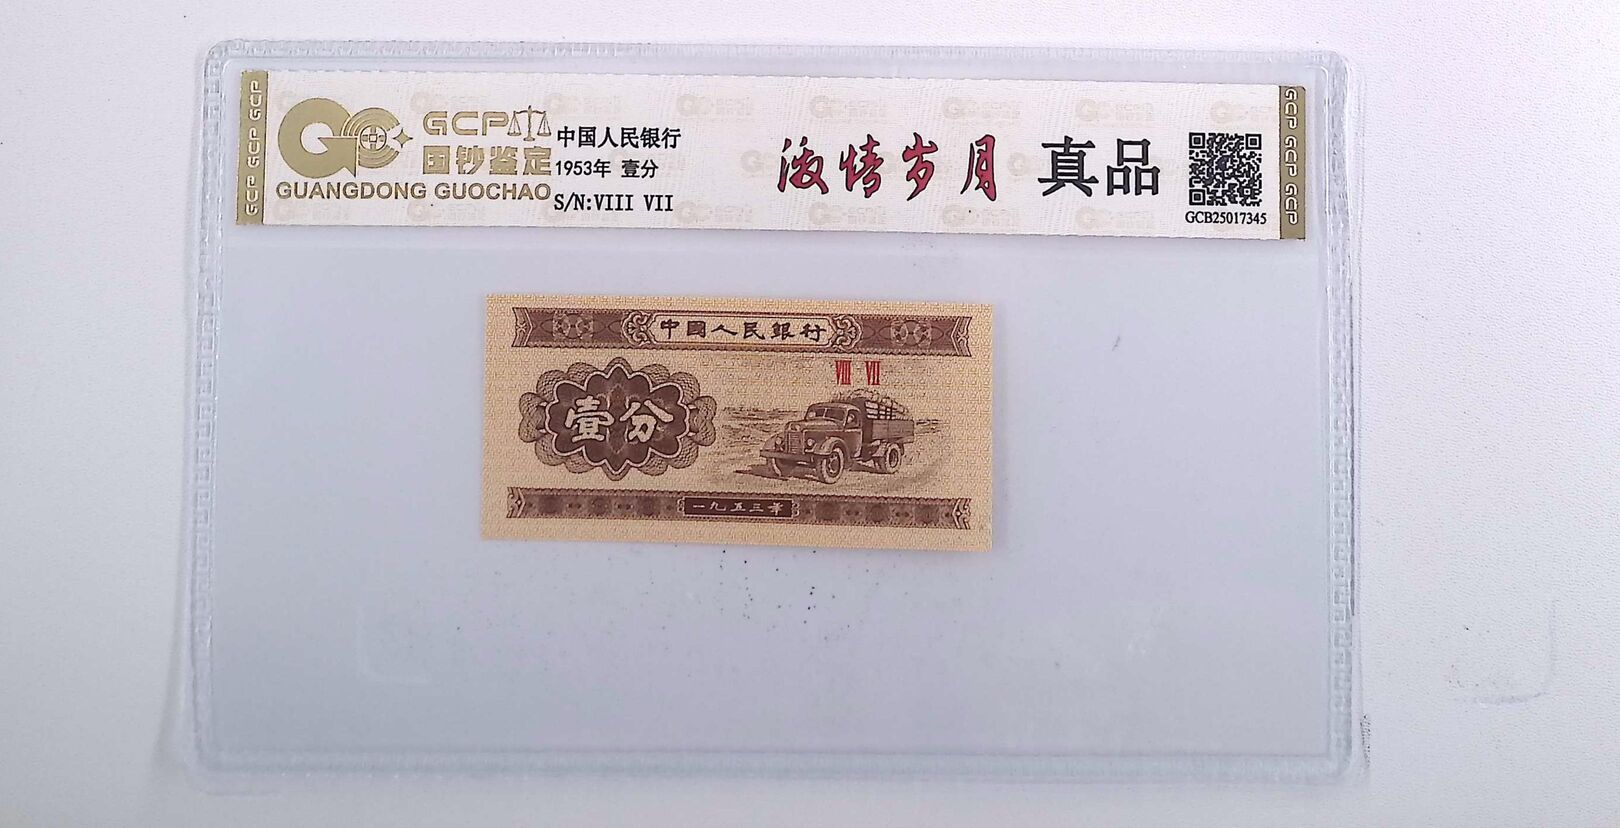 GCP
国钞鉴定
GUANGDONG GUOCHAO
中国人民银行
1953年 壹分
S/N:VIII VII
激情岁月 真品
GCB25017345
GCP GCP GCP
GCP GCP GCP
中國人民銀行
VIII VII
壹分
一九五三年